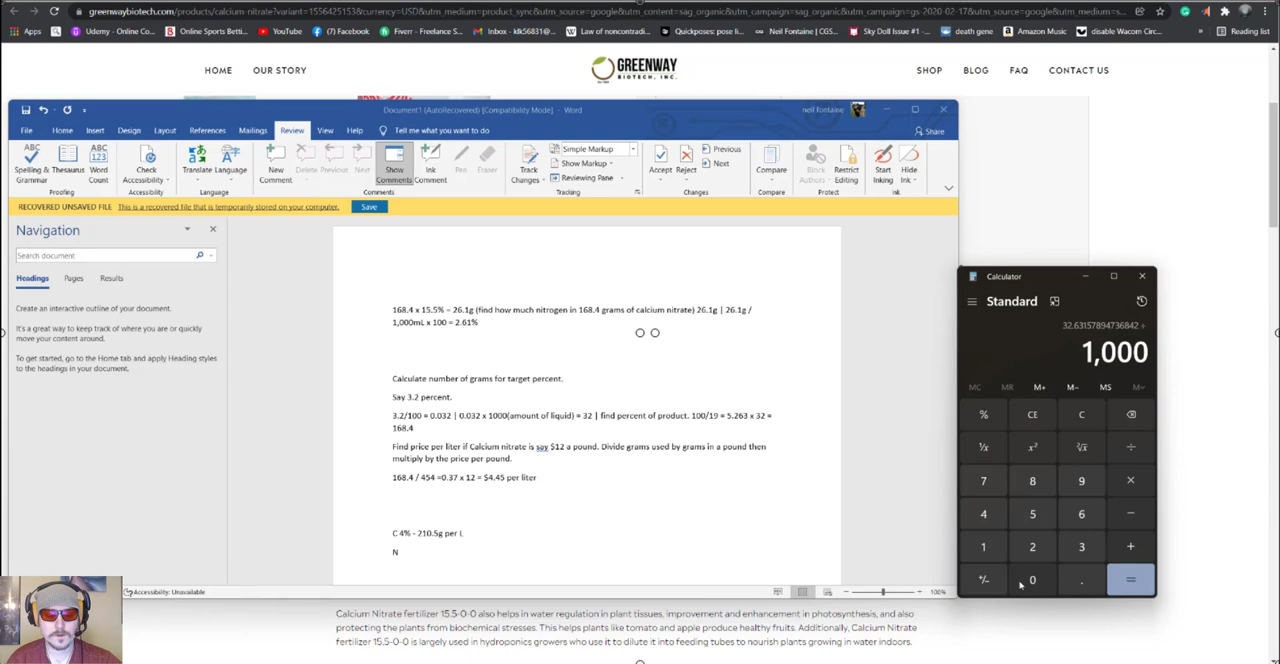 greenwaybiotech.com/products/calcium-nitrate?variant=1556425153&currency=USD&utm_medium=product_sync&utm_source=google&utm_content=sag_organic&utm_campaign=sag_organic&utm_campaign=gs-2020-02-17&utm_source=google&utm_medium=s...
Apps Udemy - Online Co... Online Sports Betti... YouTube (7) Facebook Fiverr - Freelance S... Inbox - klk56831@... Law of noncontradi... Quickposes: pose li... Neil Fontaine | CGS... Sky Doll Issue #1 -... death gene Amazon Music disable Wacom Circ... » Reading list
HOME OUR STORY GREENWAY BIOTECH, INC. SHOP BLOG FAQ CONTACT US
Document1 (AutoRecovered) [Compatibility Mode] - Word neil fontaine
File Home Insert Design Layout References Mailings Review View Help Tell me what you want to do Share
Spelling & Grammar Thesaurus Word Count Check Accessibility Translate Language New Comment Delete Previous Next Show Comments Ink Comment Pen Eraser Track Changes Simple Markup Show Markup Reviewing Pane Accept Reject Previous Next Compare Block Authors Restrict Editing Start Inking Hide Ink
Proofing Accessibility Language Comments Tracking Changes Compare Protect Ink
RECOVERED UNSAVED FILE This is a recovered file that is temporarily stored on your computer. Save
Navigation
Search document
Headings Pages Results
Create an interactive outline of your document.
It's a great way to keep track of where you are or quickly
move your content around.
To get started, go to the Home tab and apply Heading styles
to the headings in your document.
168.4 x 15.5% = 26.1g (find how much nitrogen in 168.4 grams of calcium nitrate) 26.1g | 26.1g /
1,000mL x 100 = 2.61%
Calculate number of grams for target percent.
Say 3.2 percent.
3.2/100 = 0.032 | 0.032 x 1000(amount of liquid) = 32 | find percent of product. 100/19 = 5.263 x 32 =
168.4
Find price per liter if Calcium nitrate is say $12 a pound. Divide grams used by grams in a pound then
multiply by the price per pound.
168.4 / 454 =0.37 x 12 = $4.45 per liter
C 4% - 210.5g per L
N
Accessibility: Unavailable 100%
Calculator
Standard
32.63157894736842 ÷
1,000
MC MR M+ M− MS M
% CE C
¹/x x² ²√x ÷
7 8 9 ×
4 5 6 −
1 2 3 +
+/− 0 . =
Calcium Nitrate fertilizer 15.5-0-0 also helps in water regulation in plant tissues, improvement and enhancement in photosynthesis, and also
protecting the plants from biochemical stresses. This helps plants like tomato and apple produce healthy fruits. Additionally, Calcium Nitrate
fertilizer 15.5-0-0 is largely used in hydroponics growers who use it to dilute it into feeding tubes to nourish plants growing in water indoors.